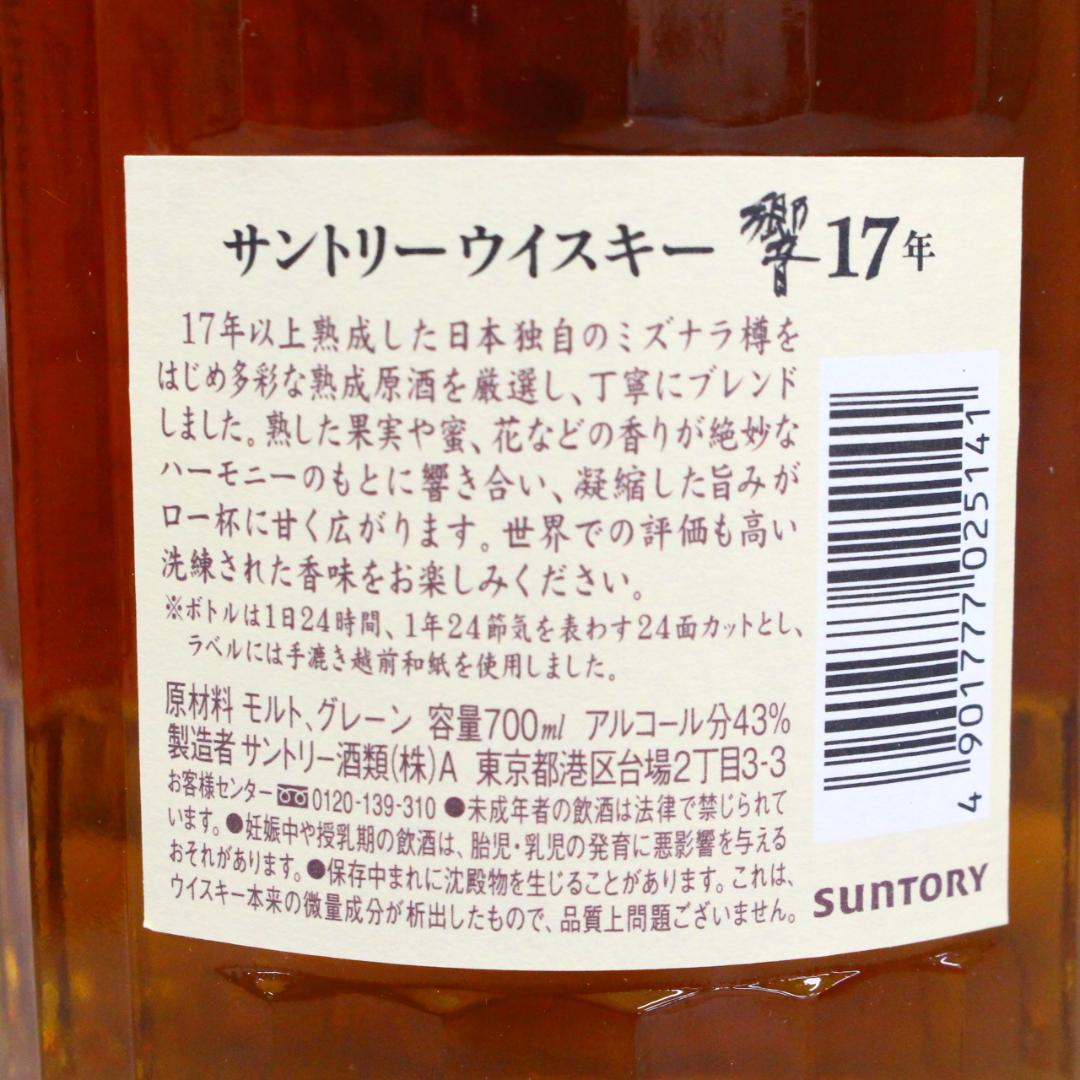 サントリーウイスキー 響 17年
17年以上熟成した日本独自のミズナラ樽を
はじめ多彩な熟成原酒を厳選し、丁寧にブレンド
しました。熟した果実や蜜、花などの香りが絶妙な
ハーモニーのもとに響き合い、凝縮した旨みが
口一杯に甘く広がります。世界での評価も高い
洗練された香味をお楽しみください。
※ボトルは1日24時間、1年24節気を表わす24面カットとし、
ラベルには手漉き越前和紙を使用しました。
原材料 モルト、グレーン 容量700ml アルコール分43%
製造者 サントリー酒類(株)A 東京都港区台場2丁目3-3
お客様センター 0120-139-310 ●未成年者の飲酒は法律で禁じられて
います。●妊娠中や授乳期の飲酒は、胎児・乳児の発育に悪影響を与える
おそれがあります。●保存中まれに沈殿物を生じることがあります。これは、
ウイスキー本来の微量成分が析出したもので、品質上問題ございません。
4 901777 025141
SUNTORY